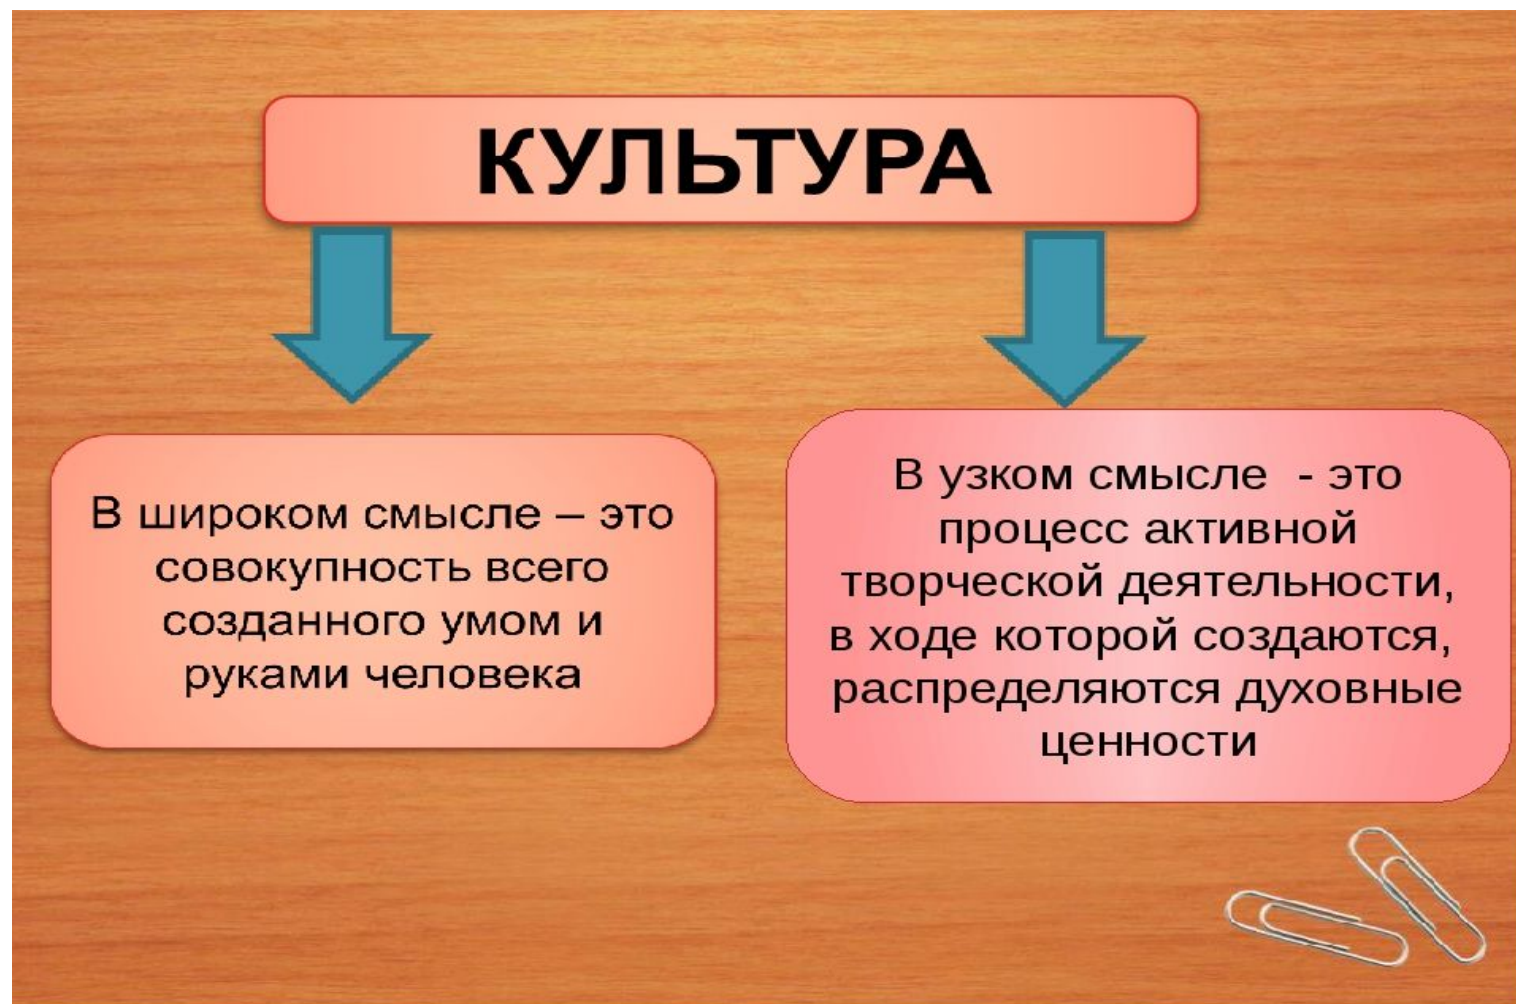 КУЛЬТУРА
В широком смысле – это
совокупность всего
созданного умом и
руками человека
В узком смысле - это
процесс активной
творческой деятельности,
в ходе которой создаются,
распределяются духовные
ценности